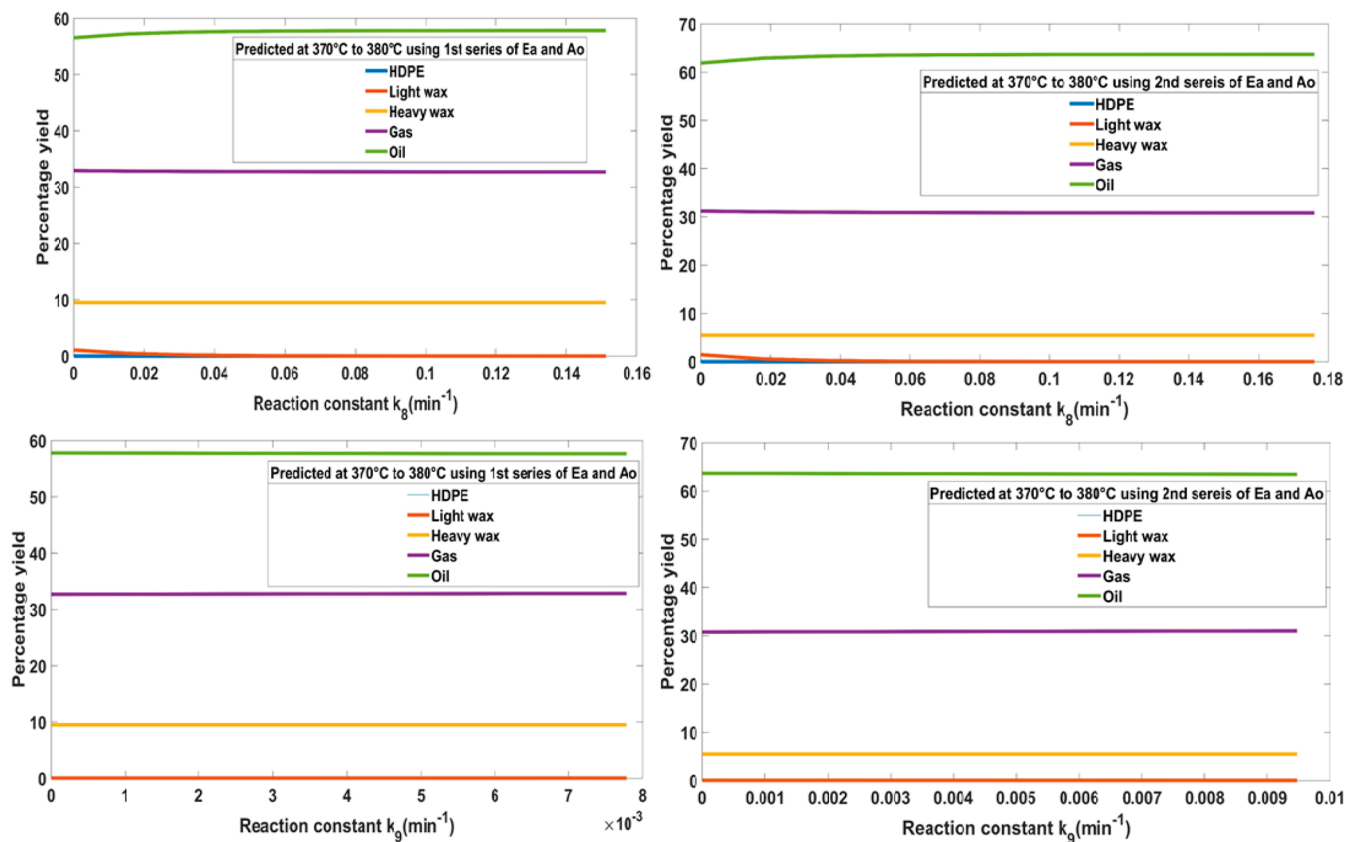 60
50
40
30
20
10
0
Percentage yield
Predicted at 370°C to 380°C using 1st series of Ea and Ao
HDPE
Light wax
Heavy wax
Gas
Oil
0 0.02 0.04 0.06 0.08 0.1 0.12 0.14 0.16
Reaction constant k8(min-1)
70
60
50
40
30
20
10
0
Percentage yield
Predicted at 370°C to 380°C using 2nd sereis of Ea and Ao
HDPE
Light wax
Heavy wax
Gas
Oil
0 0.02 0.04 0.06 0.08 0.1 0.12 0.14 0.16 0.18
Reaction constant k8(min-1)
60
50
40
30
20
10
0
Percentage yield
Predicted at 370°C to 380°C using 1st series of Ea and Ao
HDPE
Light wax
Heavy wax
Gas
Oil
0 1 2 3 4 5 6 7 8
Reaction constant k9(min-1)
×10-3
70
60
50
40
30
20
10
0
Percentage yield
Predicted at 370°C to 380°C using 2nd sereis of Ea and Ao
HDPE
Light wax
Heavy wax
Gas
Oil
0 0.001 0.002 0.003 0.004 0.005 0.006 0.007 0.008 0.009 0.01
Reaction constant k9(min-1)